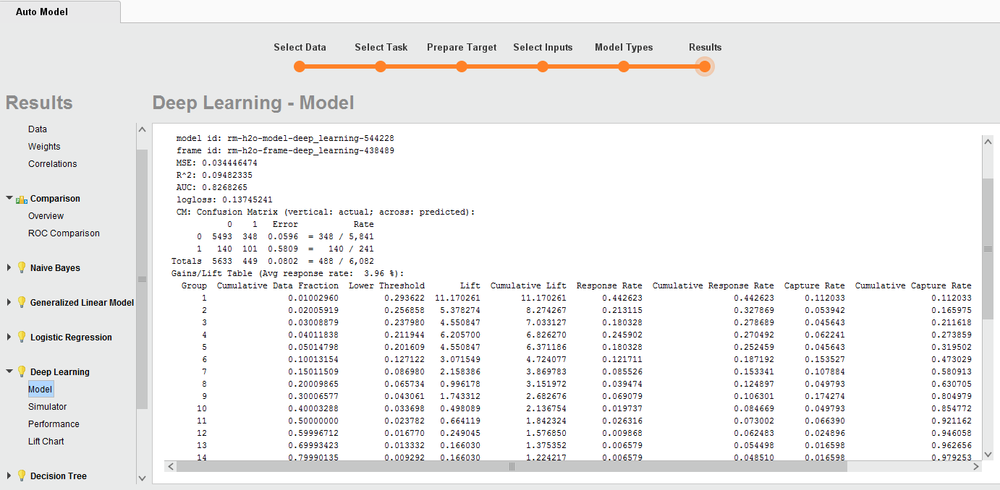 Auto Model
Select Data Select Task Prepare Target Select Inputs Model Types Results
Results
Data
Weights
Correlations
Comparison
Overview
ROC Comparison
Naive Bayes
Generalized Linear Model
Logistic Regression
Deep Learning
Model
Simulator
Performance
Lift Chart
Decision Tree
Deep Learning - Model
model id: rm-h2o-model-deep_learning-544228
frame id: rm-h2o-frame-deep_learning-438489
MSE: 0.034446474
R^2: 0.09482335
AUC: 0.8268265
logloss: 0.13745241
CM: Confusion Matrix (vertical: actual; across: predicted):
0 1 Error Rate
0 5493 348 0.0596 = 348 / 5,841
1 140 101 0.5809 = 140 / 241
Totals 5633 449 0.0802 = 488 / 6,082
Gains/Lift Table (Avg response rate: 3.96 %):
Group Cumulative Data Fraction Lower Threshold Lift Cumulative Lift Response Rate Cumulative Response Rate Capture Rate Cumulative Capture Rate
1 0.01002960 0.293622 11.170261 11.170261 0.442623 0.442623 0.112033 0.112033
2 0.02005919 0.256858 5.378274 8.274267 0.213115 0.327869 0.053942 0.165975
3 0.03008879 0.237980 4.550847 7.033127 0.180328 0.278689 0.045643 0.211618
4 0.04011838 0.211944 6.205700 6.826270 0.245902 0.270492 0.062241 0.273859
5 0.05014798 0.201609 4.550847 6.371186 0.180328 0.252459 0.045643 0.319502
6 0.10013154 0.127122 3.071549 4.724077 0.121711 0.187192 0.153527 0.473029
7 0.15011509 0.086980 2.158386 3.869783 0.085526 0.153341 0.107884 0.580913
8 0.20009865 0.065734 0.996178 3.151972 0.039474 0.124897 0.049793 0.630705
9 0.30006577 0.043061 1.743312 2.682676 0.069079 0.106301 0.174274 0.804979
10 0.40003288 0.033698 0.498089 2.136754 0.019737 0.084669 0.049793 0.854772
11 0.50000000 0.023782 0.664119 1.842324 0.026316 0.073002 0.066390 0.921162
12 0.59996712 0.016770 0.249045 1.576850 0.009868 0.062483 0.024896 0.946058
13 0.69993423 0.013332 0.166030 1.375352 0.006579 0.054498 0.016598 0.962656
14 0.79990135 0.009292 0.166030 1.224217 0.006579 0.048510 0.016598 0.979253